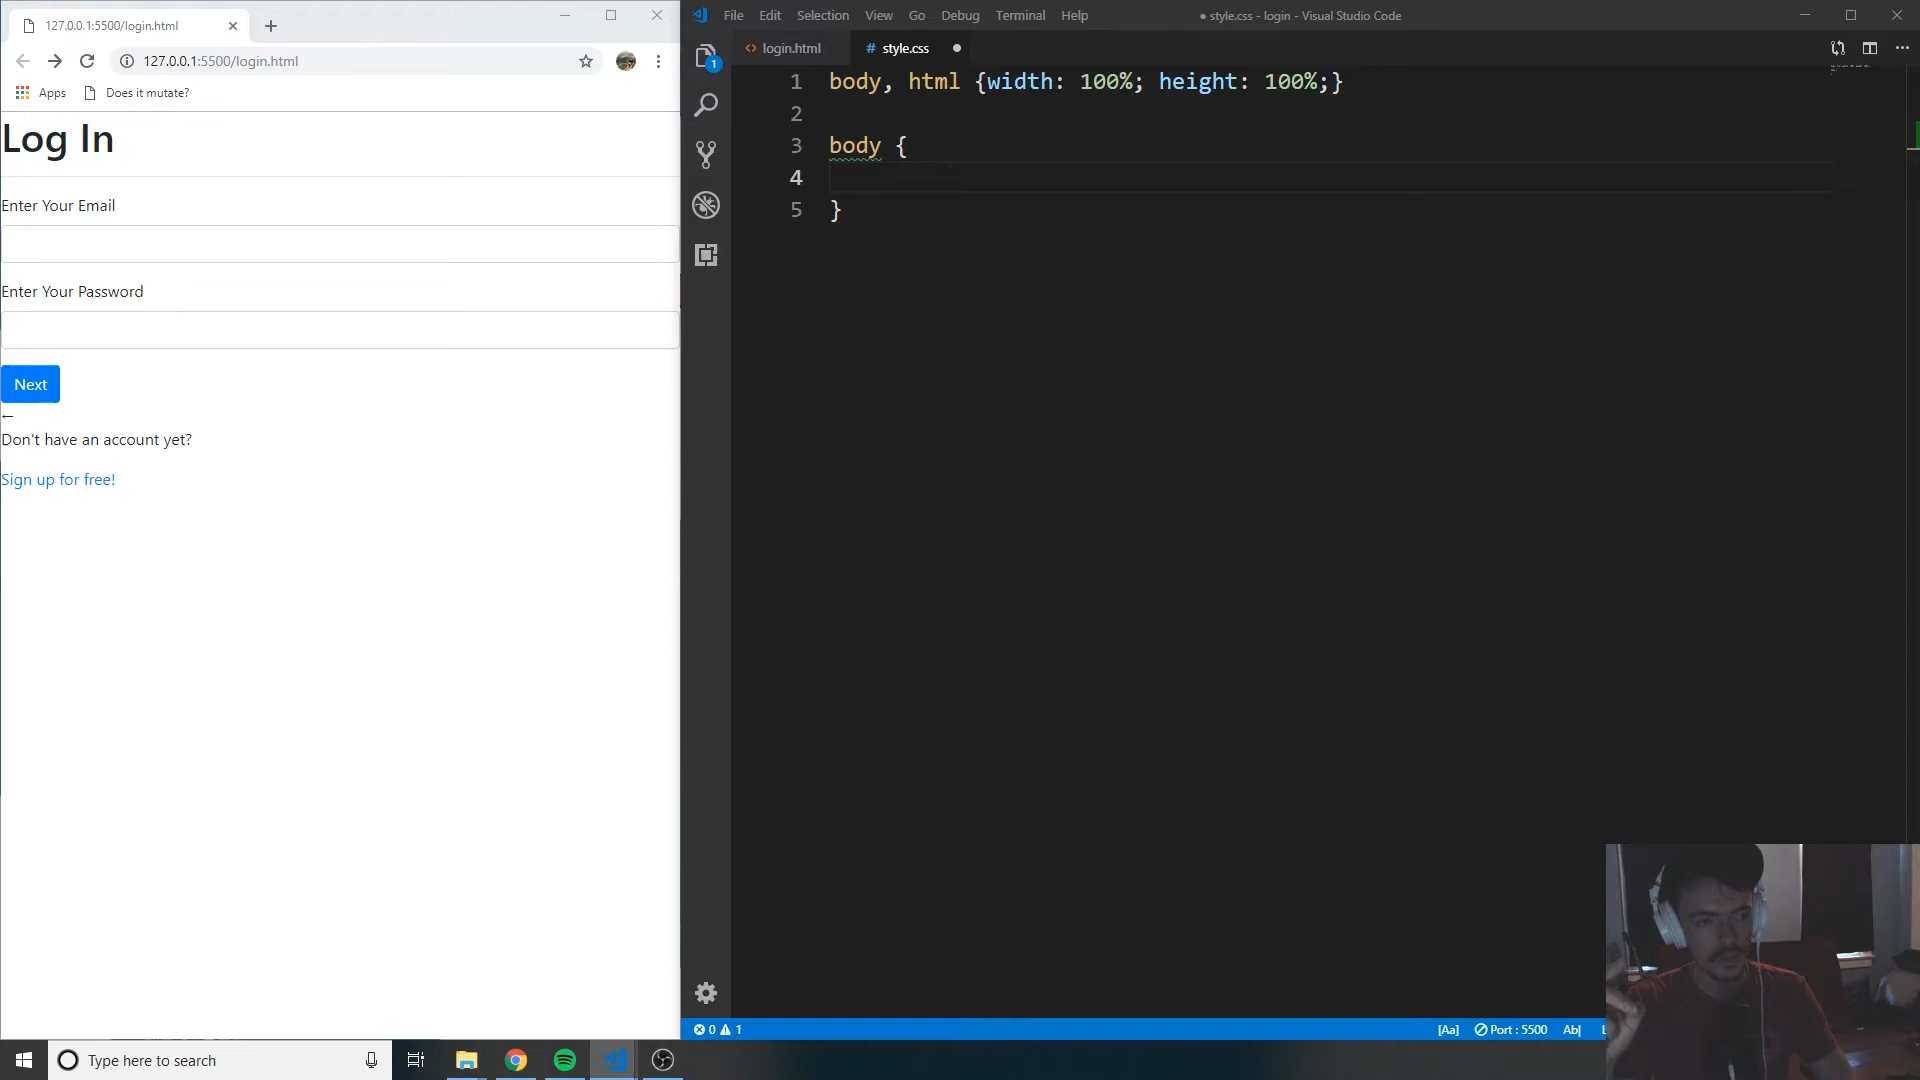 127.0.0.1:5500/login.html
127.0.0.1:5500/login.html
Apps
Does it mutate?
Log In
Enter Your Email
Enter Your Password
Next
←
Don't have an account yet?
Sign up for free!
Type here to search
File Edit Selection View Go Debug Terminal Help
● style.css - login - Visual Studio Code
<> login.html
# style.css ●
1
1 body, html {width: 100%; height: 100%;}
2
3 body {
4
5 }
0 1
[Aa] Port : 5500 Ab|